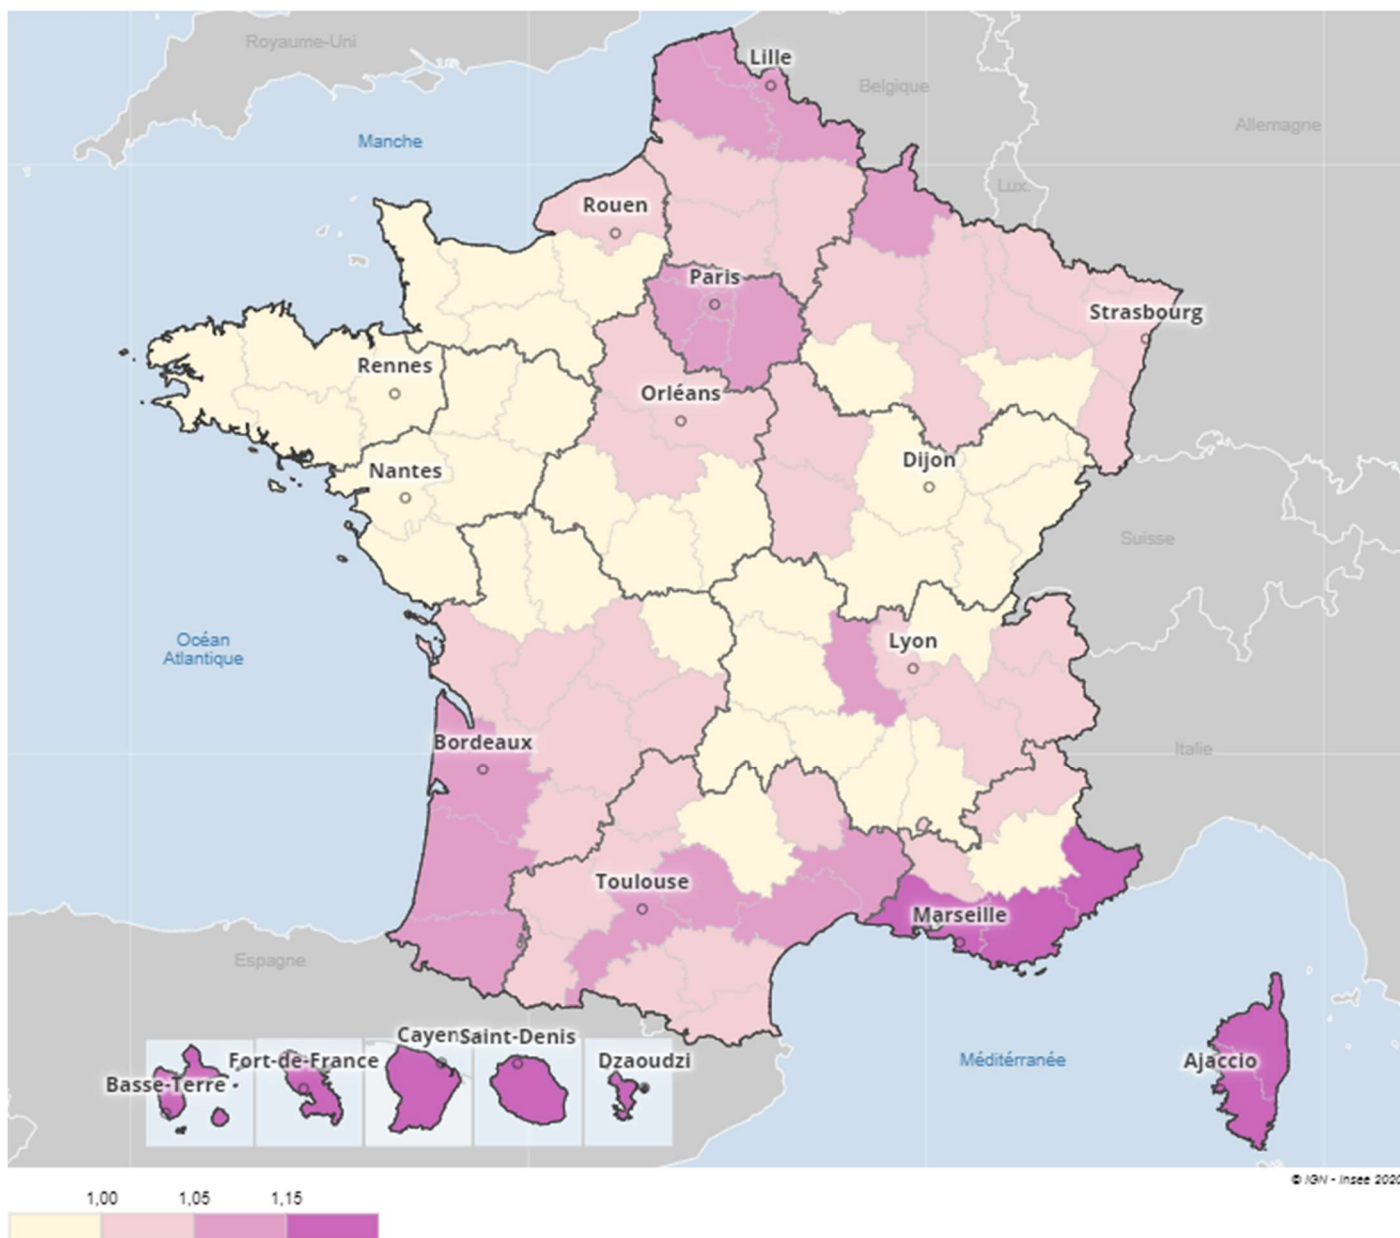 Royaume-Uni
Lille
Belgique
Allemagne
Manche
Lux.
Rouen
Paris
Strasbourg
Rennes
Orléans
Dijon
Nantes
Suisse
Océan
Atlantique
Lyon
Bordeaux
Italie
Toulouse
Marseille
Espagne
Cayen
Saint-Denis
Fort-de-France
Dzaoudzi
Méditérranée
Ajaccio
Basse-Terre
© IGN - Insee 2020
1,00 1,05 1,15